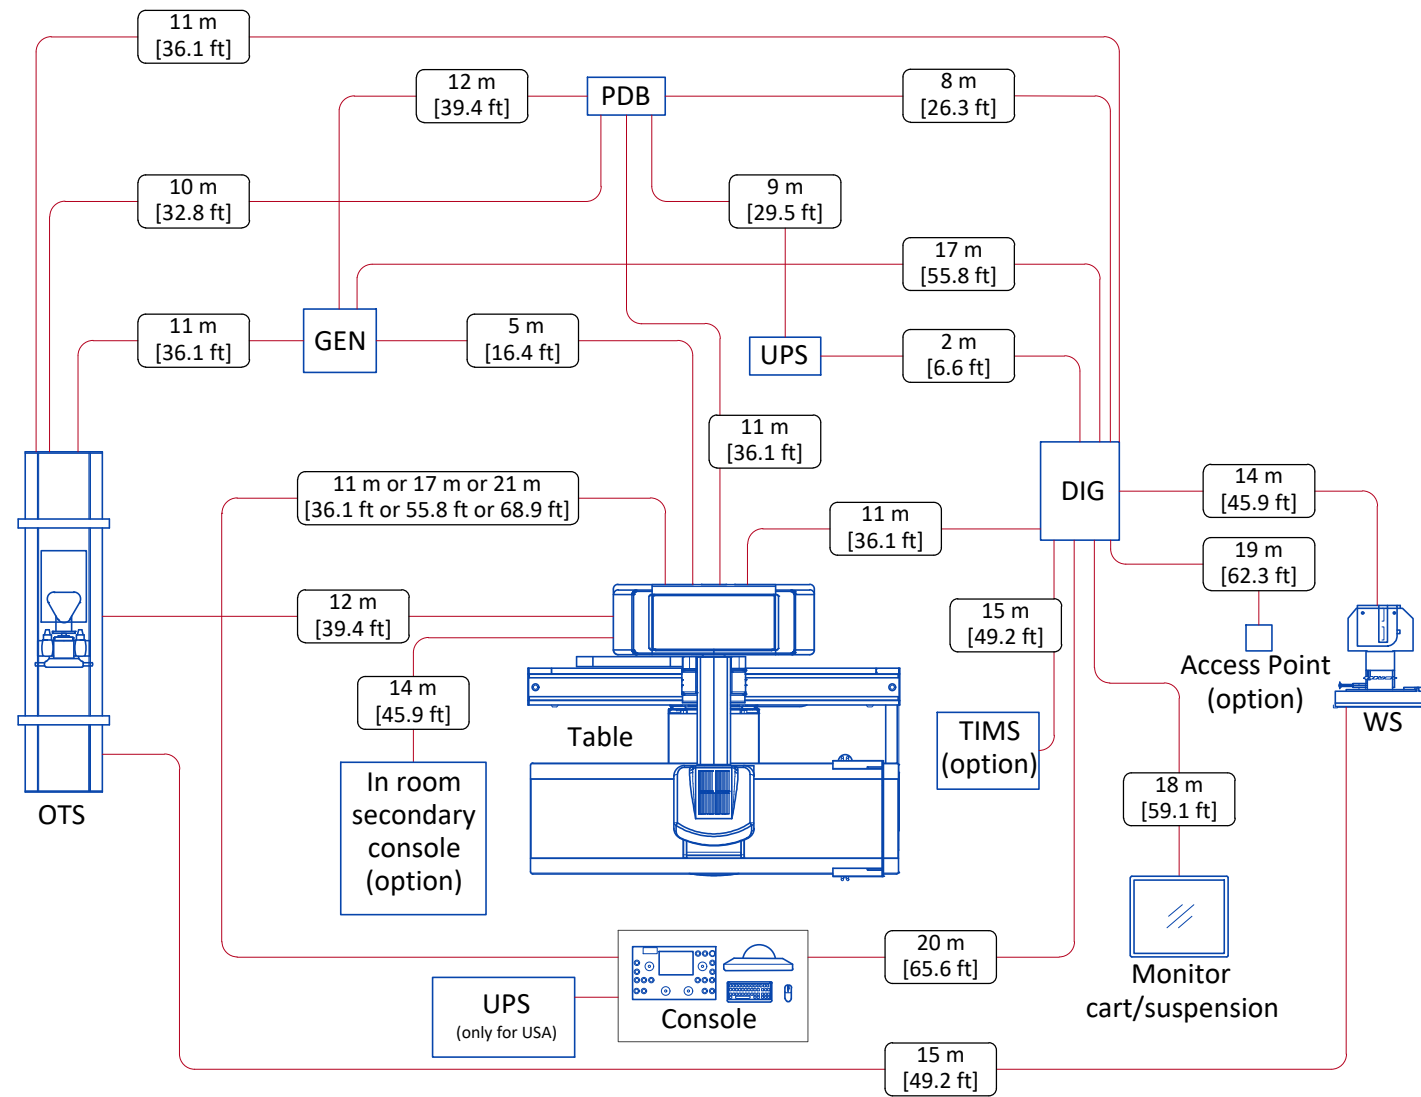 11 m
[36.1 ft]
12 m
[39.4 ft]
PDB
8 m
[26.3 ft]
10 m
[32.8 ft]
9 m
[29.5 ft]
17 m
[55.8 ft]
11 m
[36.1 ft]
GEN
5 m
[16.4 ft]
UPS
2 m
[6.6 ft]
11 m
[36.1 ft]
11 m or 17 m or 21 m
[36.1 ft or 55.8 ft or 68.9 ft]
DIG
14 m
[45.9 ft]
11 m
[36.1 ft]
19 m
[62.3 ft]
12 m
[39.4 ft]
15 m
[49.2 ft]
Access Point
(option)
WS
14 m
[45.9 ft]
Table
TIMS
(option)
OTS
In room
secondary
console
(option)
18 m
[59.1 ft]
20 m
[65.6 ft]
Monitor
cart/suspension
UPS
(only for USA)
Console
15 m
[49.2 ft]